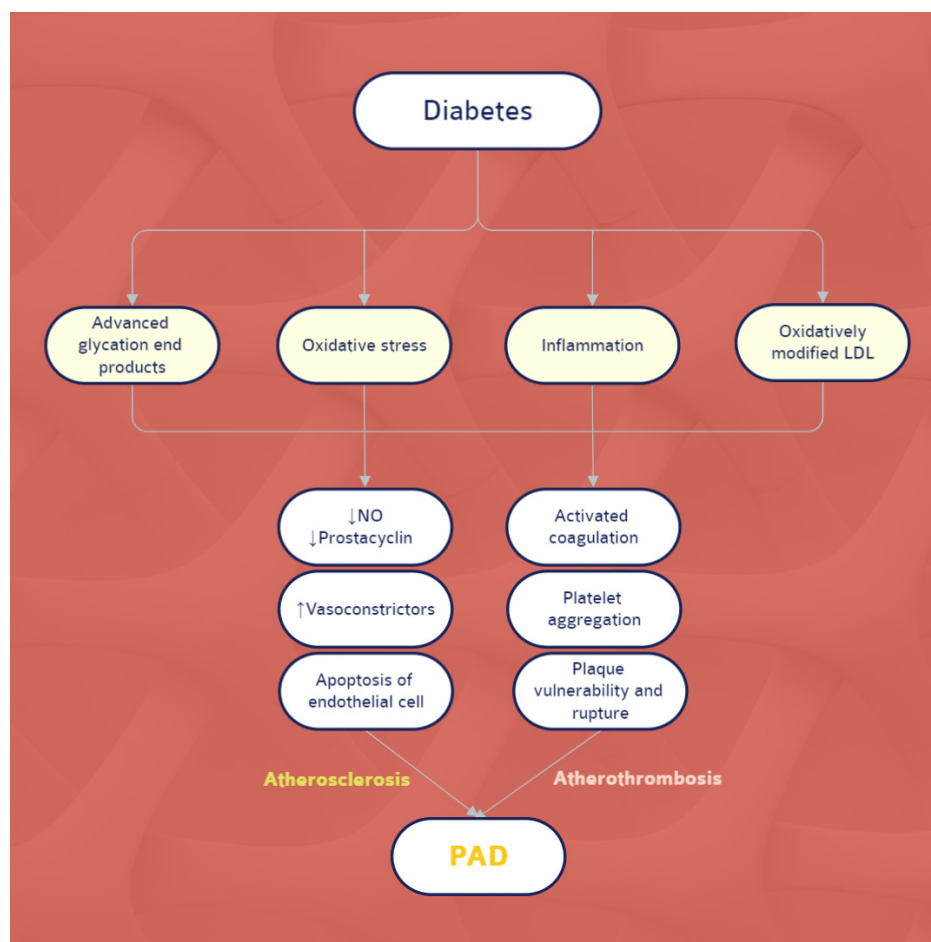 Diabetes
Advanced
glycation end
products
Oxidative stress
Inflammation
Oxidatively
modified LDL
↓NO
↓Prostacyclin
Activated
coagulation
↑Vasoconstrictors
Platelet
aggregation
Apoptosis of
endothelial cell
Plaque
vulnerability and
rupture
Atherosclerosis
Atherothrombosis
PAD